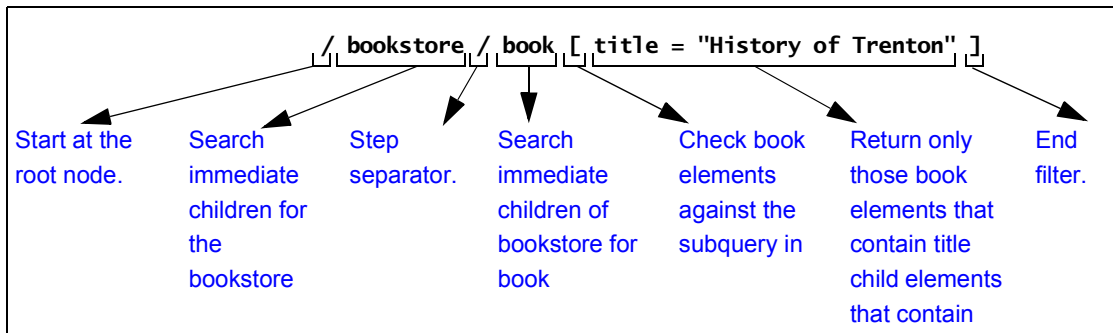 / bookstore / book [ title = "History of Trenton" ]
Start at the
root node.
Search
immediate
children for
the
bookstore
Step
separator.
Search
immediate
children of
bookstore for
book
Check book
elements
against the
subquery in
Return only
those book
elements that
contain title
child elements
that contain
End
filter.